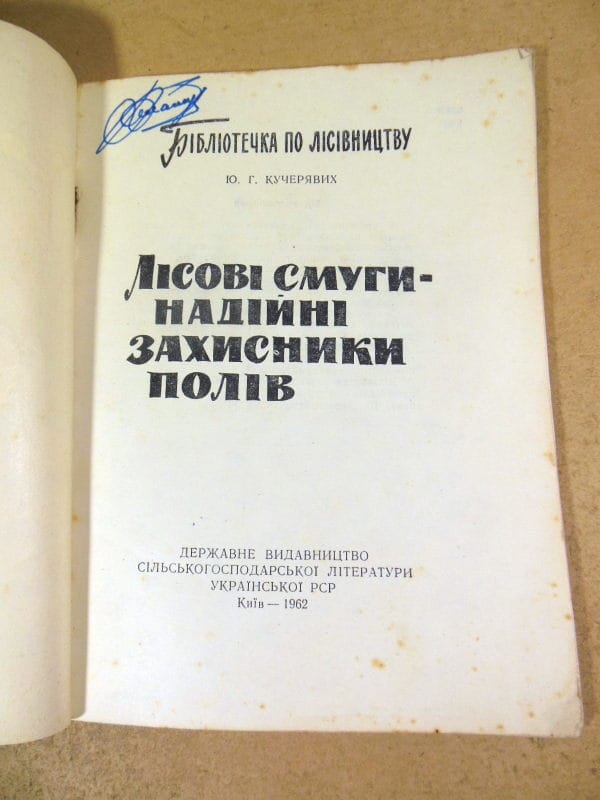 Бібліотечка по лісівництву
Ю. Г. КУЧЕРЯВИХ
Лісові смуги-
надійні
захисники
полів
ДЕРЖАВНЕ ВИДАВНИЦТВО
СІЛЬСЬКОГОСПОДАРСЬКОЇ ЛІТЕРАТУРИ
УКРАЇНСЬКОЇ РСР
Київ — 1962